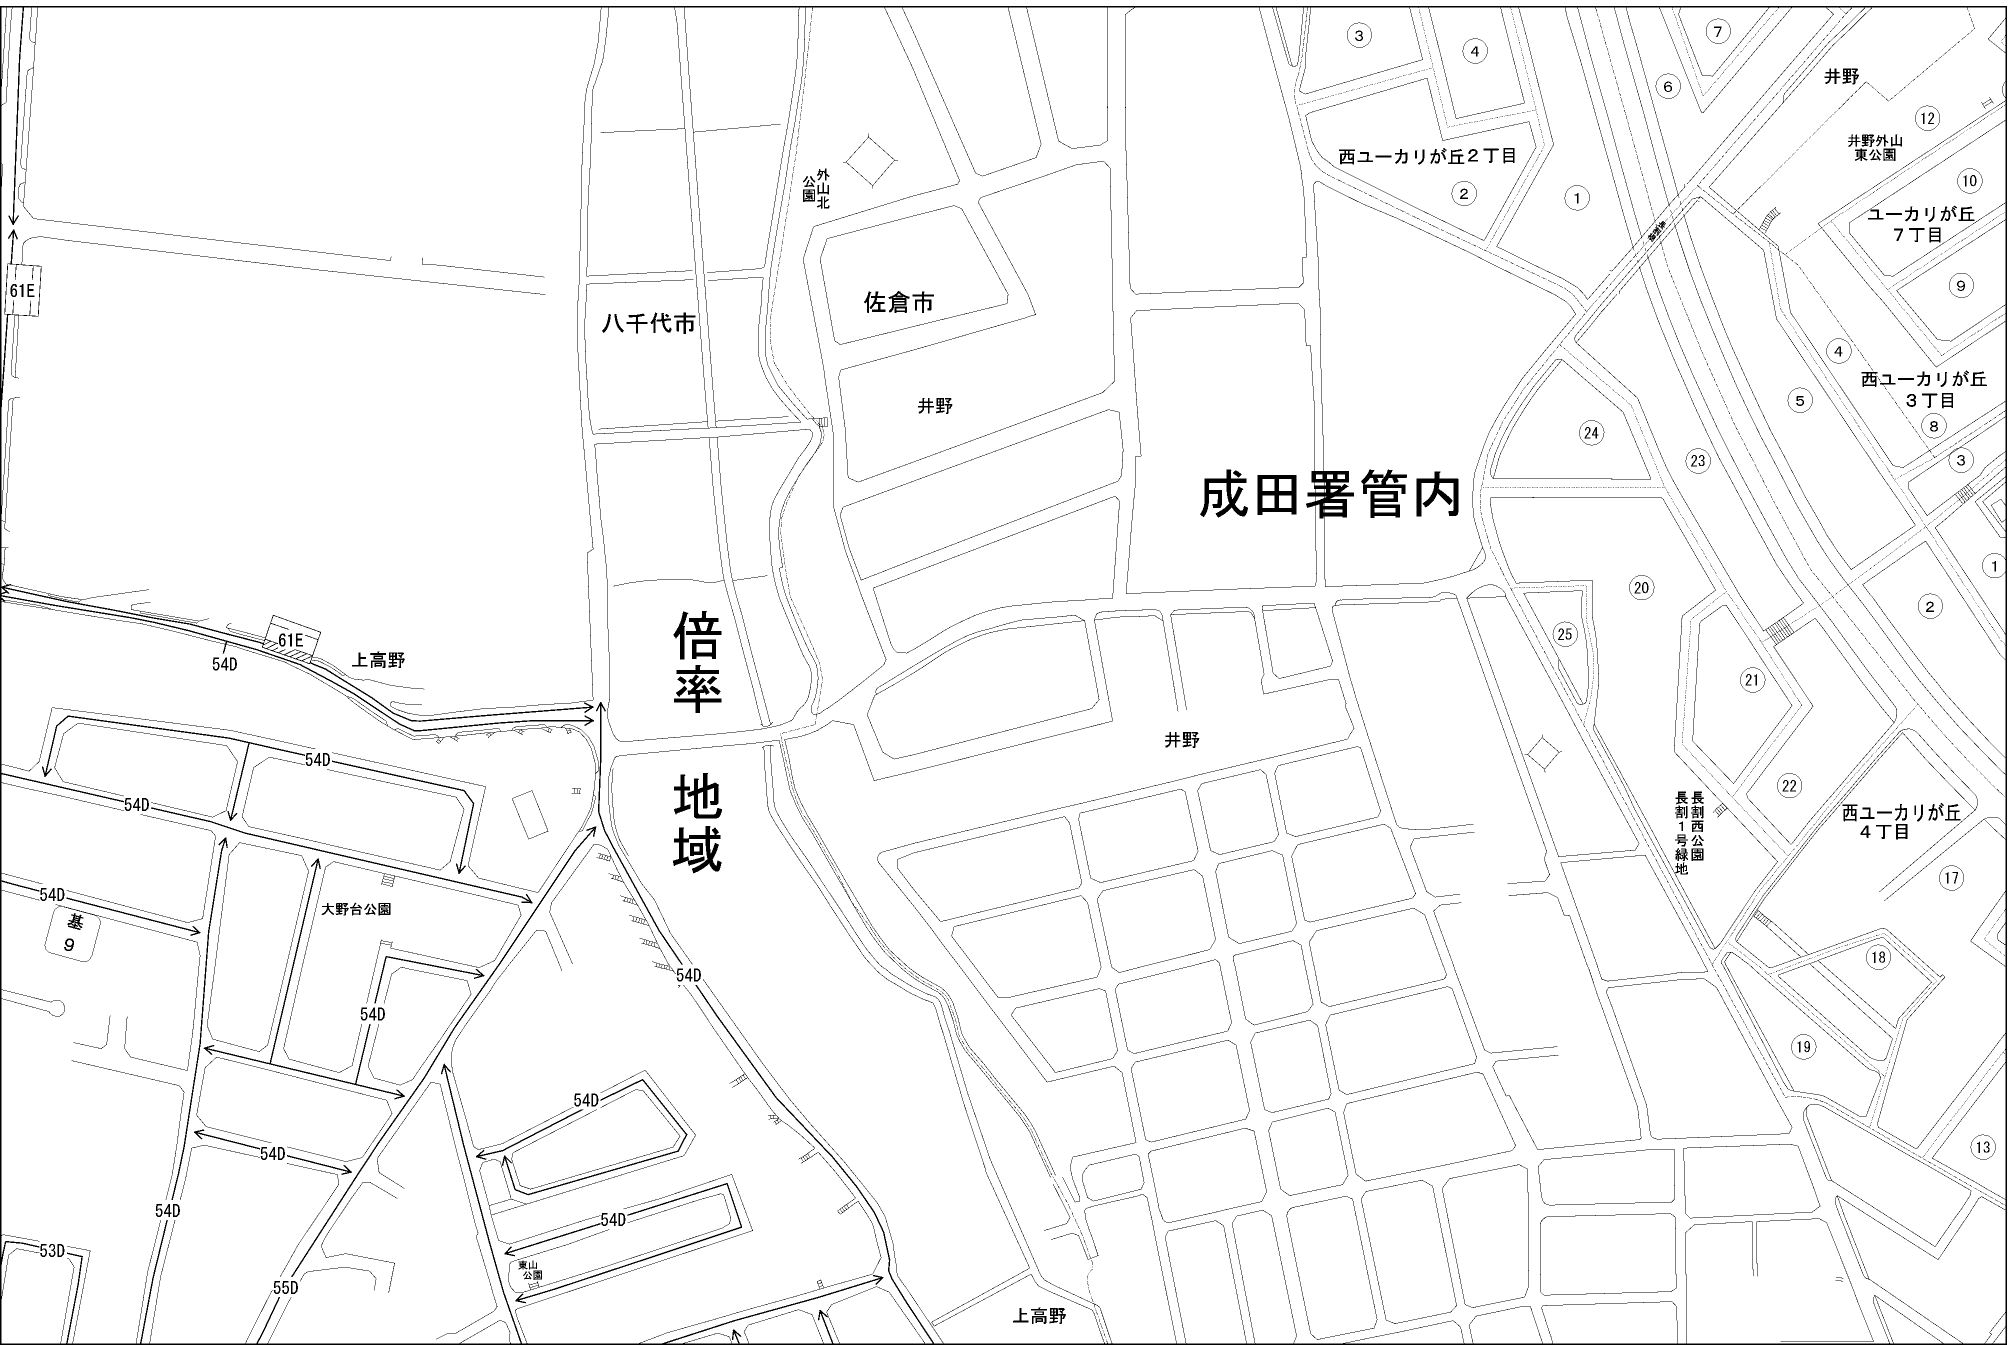 ③
④
⑦
⑥
井野
⑫
井野外山
東公園
西ユーカリが丘２丁目
②
①
⑩
ユーカリが丘
７丁目
外山北
公園
61E
佐倉市
八千代市
⑨
④
西ユーカリが丘
３丁目
⑤
⑧
③
井野
㉔
㉓
成田署管内
①
⑳
②
㉕
倍率
地域
61E
54D
上高野
㉑
井野
54D
54D
㉒
長割西公園
長割１号緑地
西ユーカリが丘
４丁目
⑰
54D
基
9
大野台公園
54D
54D
⑱
⑲
54D
54D
⑬
54D
54D
53D
東山
公園
55D
上高野